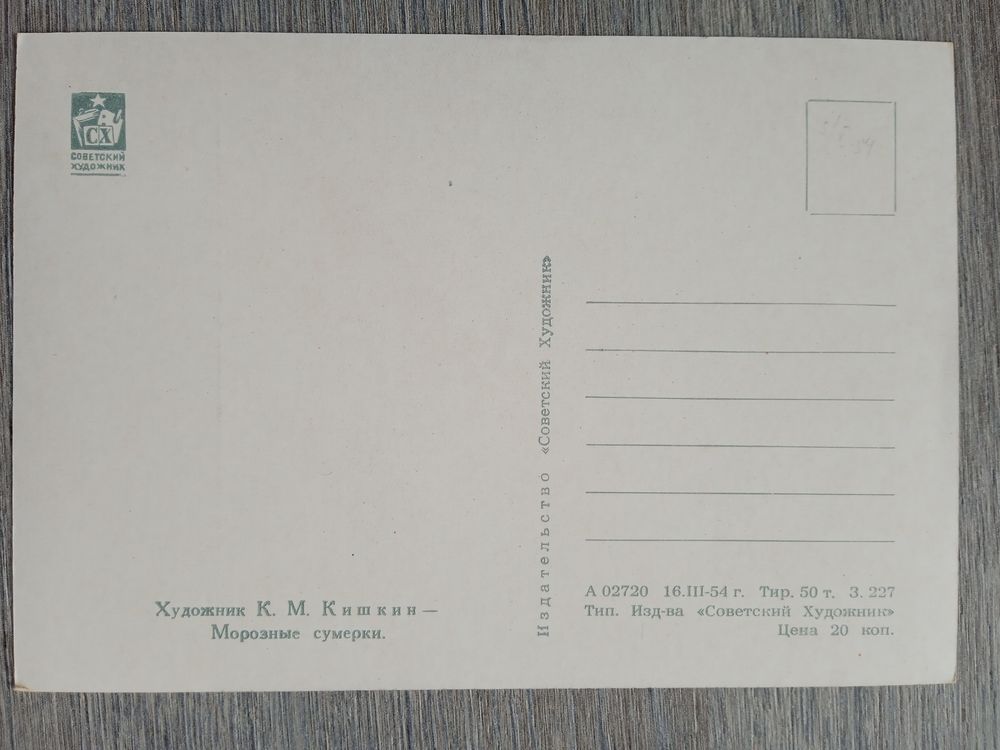 СХ
СОВЕТСКИЙ
ХУДОЖНИК
Художник К. М. Кишкин —
Морозные сумерки.
Издательство «Советский Художник»
А 02720 16.III-54 г. Тир. 50 т. З. 227
Тип. Изд-ва «Советский Художник»
Цена 20 коп.